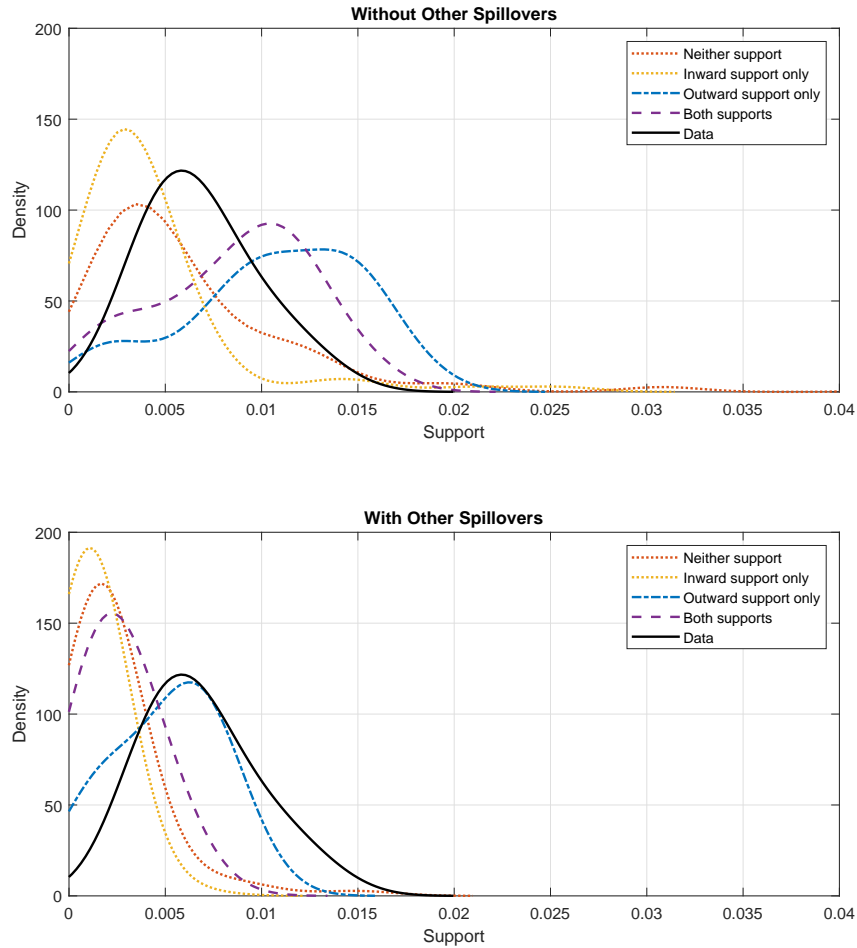 Without Other Spillovers
200
150
100
50
0
Density
0 0.005 0.01 0.015 0.02 0.025 0.03 0.035 0.04
Support
Neither support
Inward support only
Outward support only
Both supports
Data
With Other Spillovers
200
150
100
50
0
Density
0 0.005 0.01 0.015 0.02 0.025 0.03 0.035 0.04
Support
Neither support
Inward support only
Outward support only
Both supports
Data